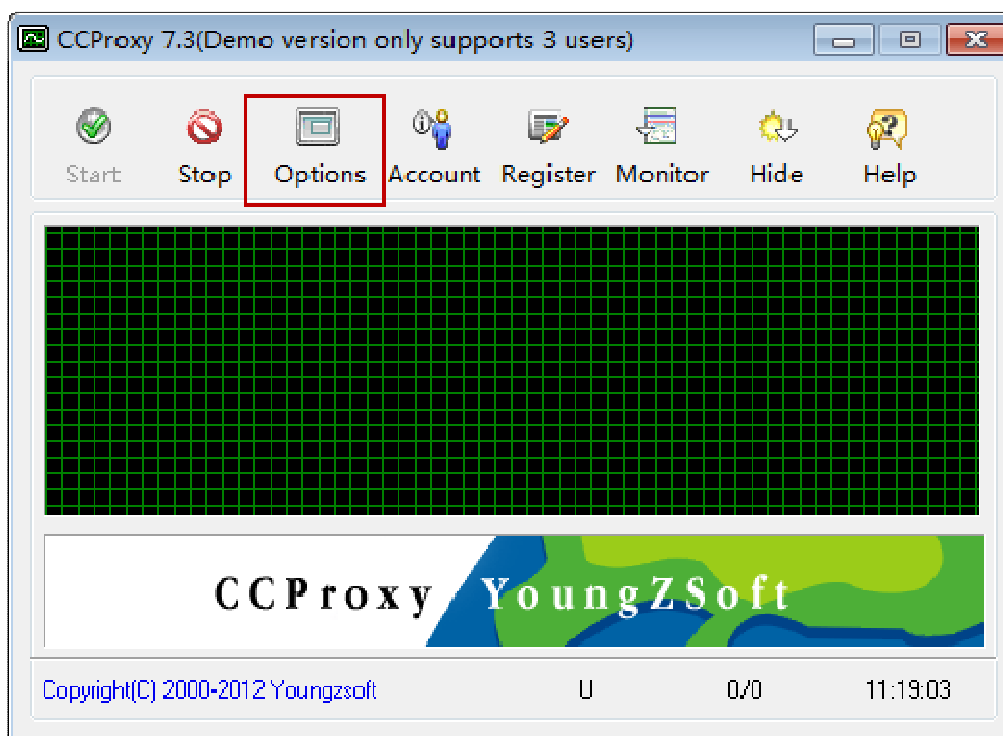 CCProxy 7.3(Demo version only supports 3 users)
Start Stop Options Account Register Monitor Hide Help
CCProxy YoungZSoft
Copyright(C) 2000-2012 Youngzsoft U 0/0 11:19:03